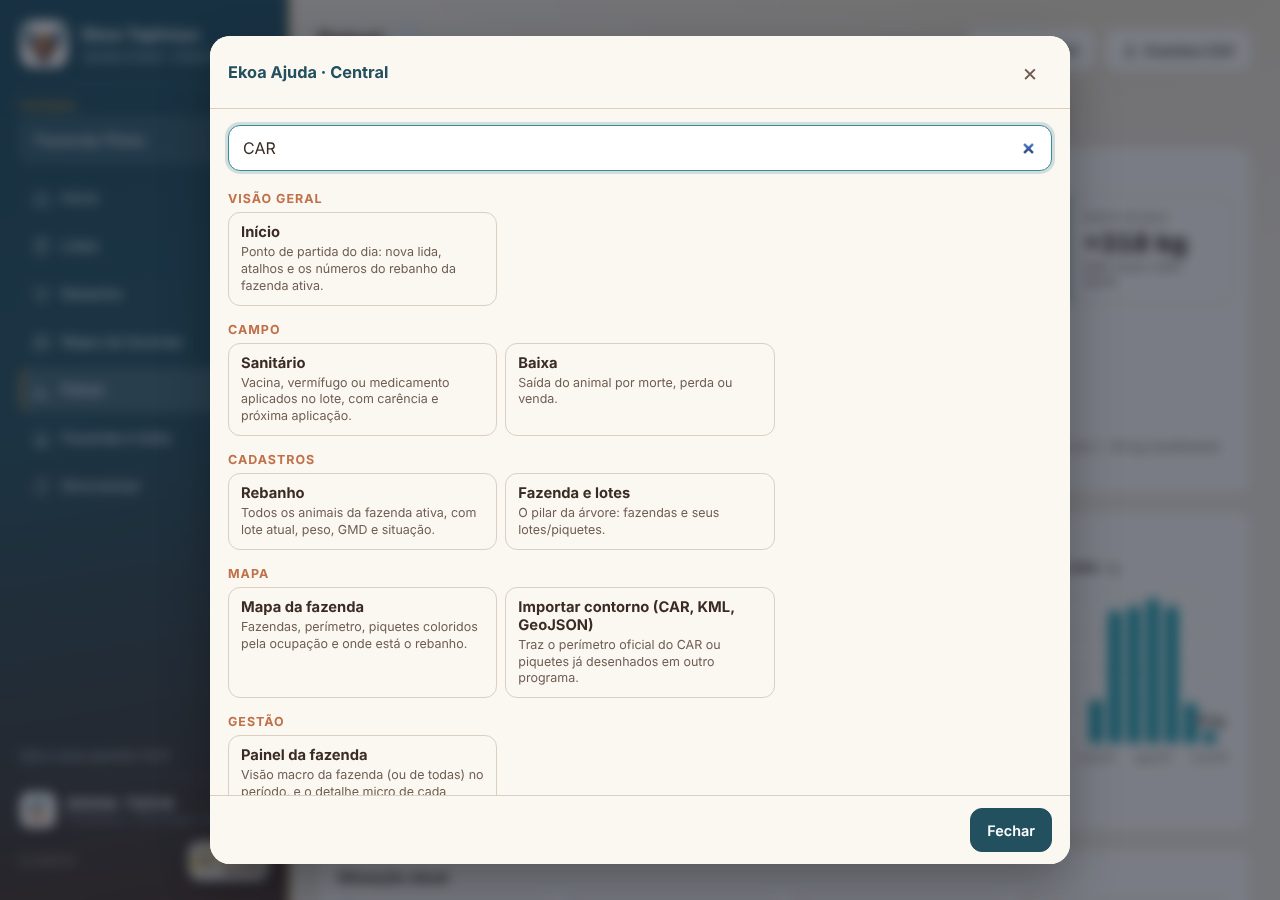 Ekoa Ajuda · Central
CAR
VISÃO GERAL
Início
Ponto de partida do dia: nova lida,
atalhos e os números do rebanho da
fazenda ativa.
CAMPO
Sanitário
Vacina, vermífugo ou medicamento
aplicados no lote, com carência e
próxima aplicação.
Baixa
Saída do animal por morte, perda ou
venda.
CADASTROS
Rebanho
Todos os animais da fazenda ativa, com
lote atual, peso, GMD e situação.
Fazenda e lotes
O pilar da árvore: fazendas e seus
lotes/piquetes.
MAPA
Mapa da fazenda
Fazendas, perímetro, piquetes coloridos
pela ocupação e onde está o rebanho.
Importar contorno (CAR, KML,
GeoJSON)
Traz o perímetro oficial do CAR ou
piquetes já desenhados em outro
programa.
GESTÃO
Painel da fazenda
Visão macro da fazenda (ou de todas) no
período, e o detalhe micro de cada
Fechar